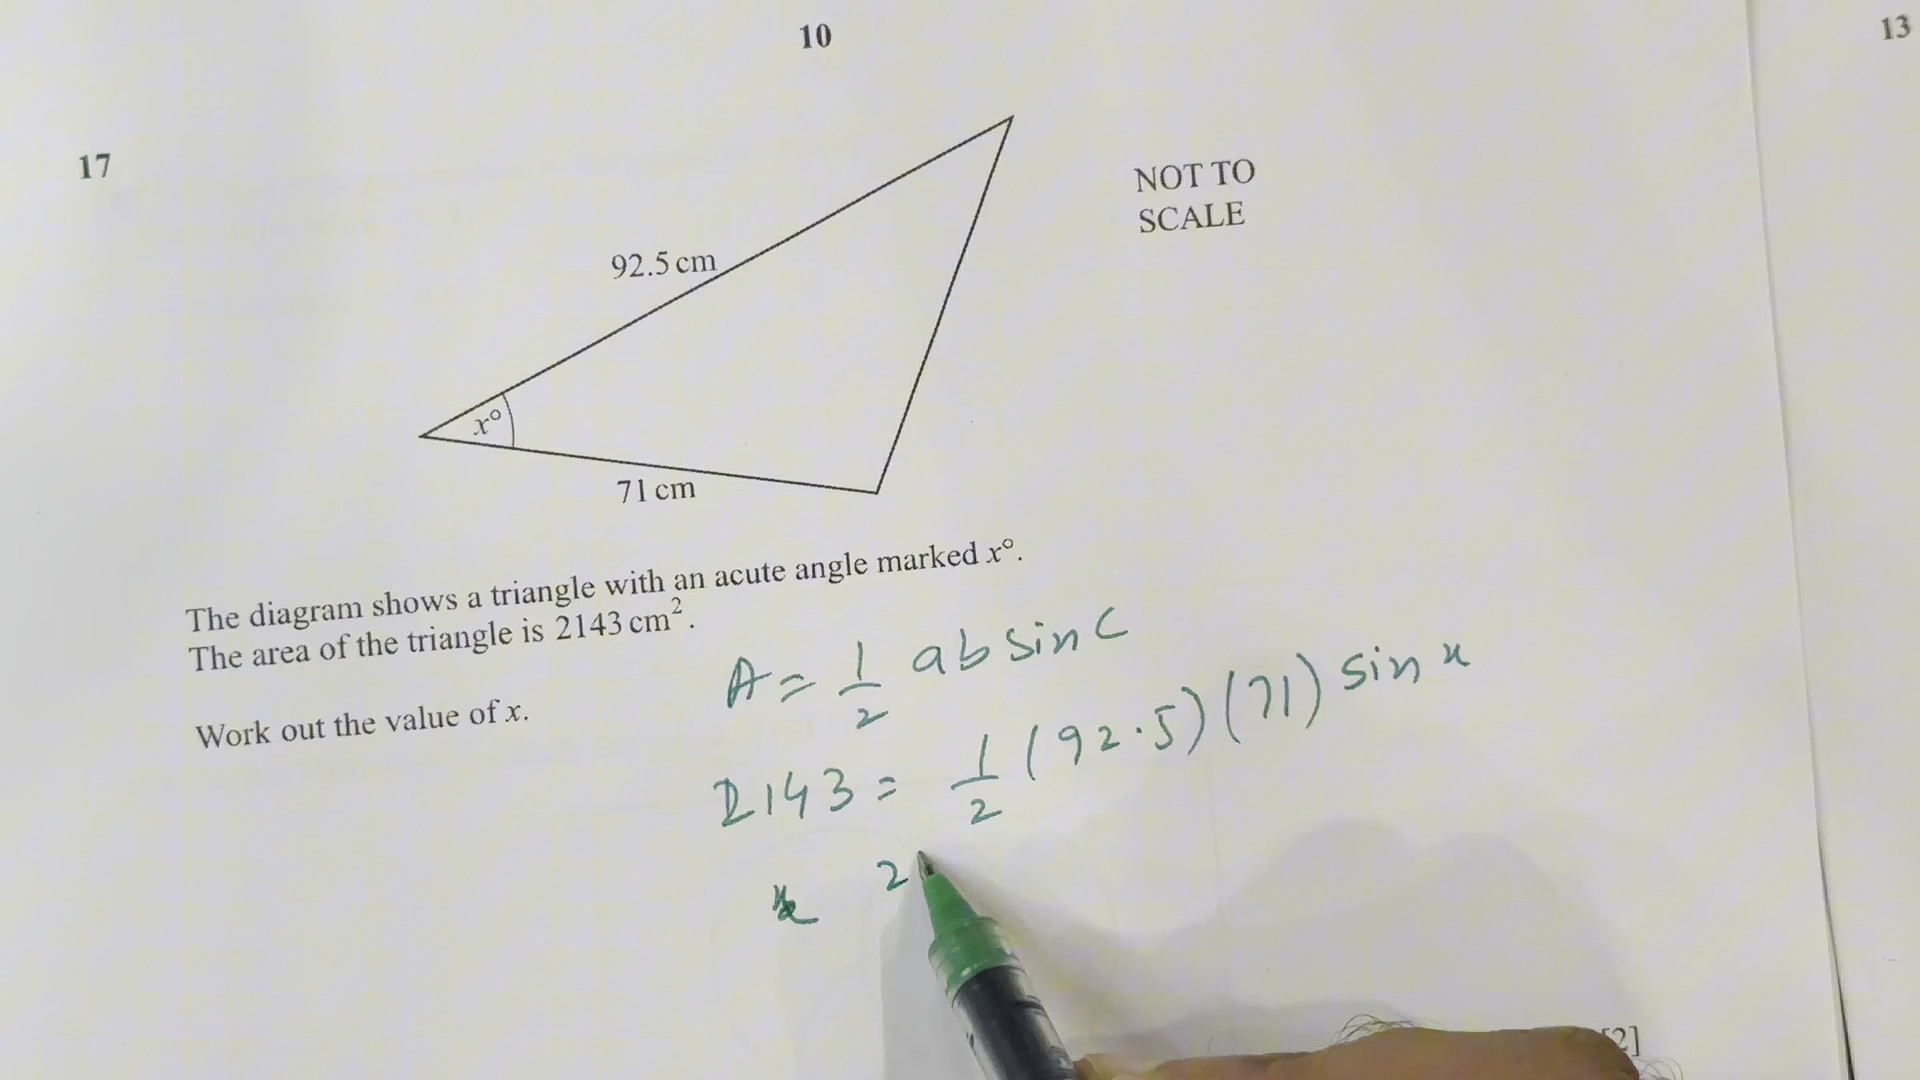 10
13
17
NOT TO
SCALE
92.5 cm
x°
71 cm
The diagram shows a triangle with an acute angle marked x°.
The area of the triangle is 2143 cm².
Work out the value of x.
A = 1/2 ab sin C
2143 = 1/2 (92.5)(71) sin x
2
[2]